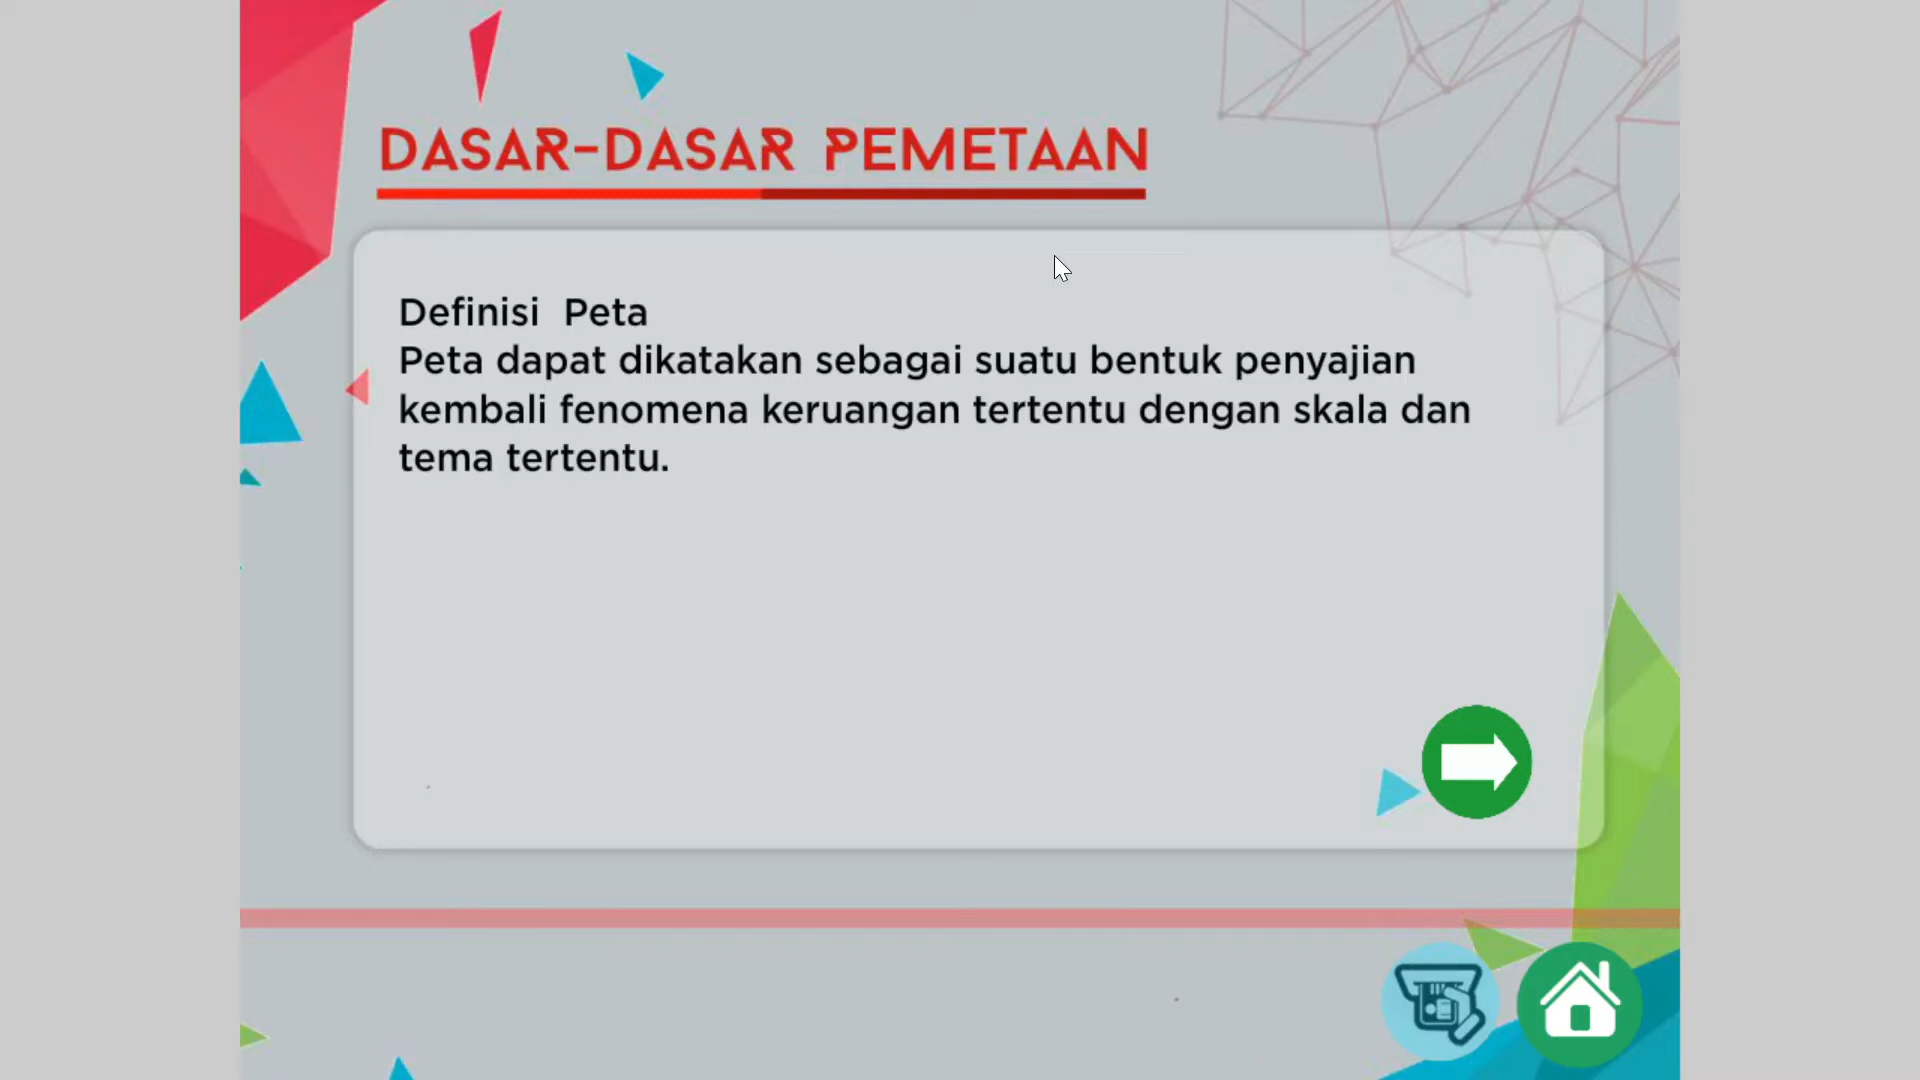 DASAR-DASAR PEMETAAN
Definisi Peta
Peta dapat dikatakan sebagai suatu bentuk penyajian
kembali fenomena keruangan tertentu dengan skala dan
tema tertentu.